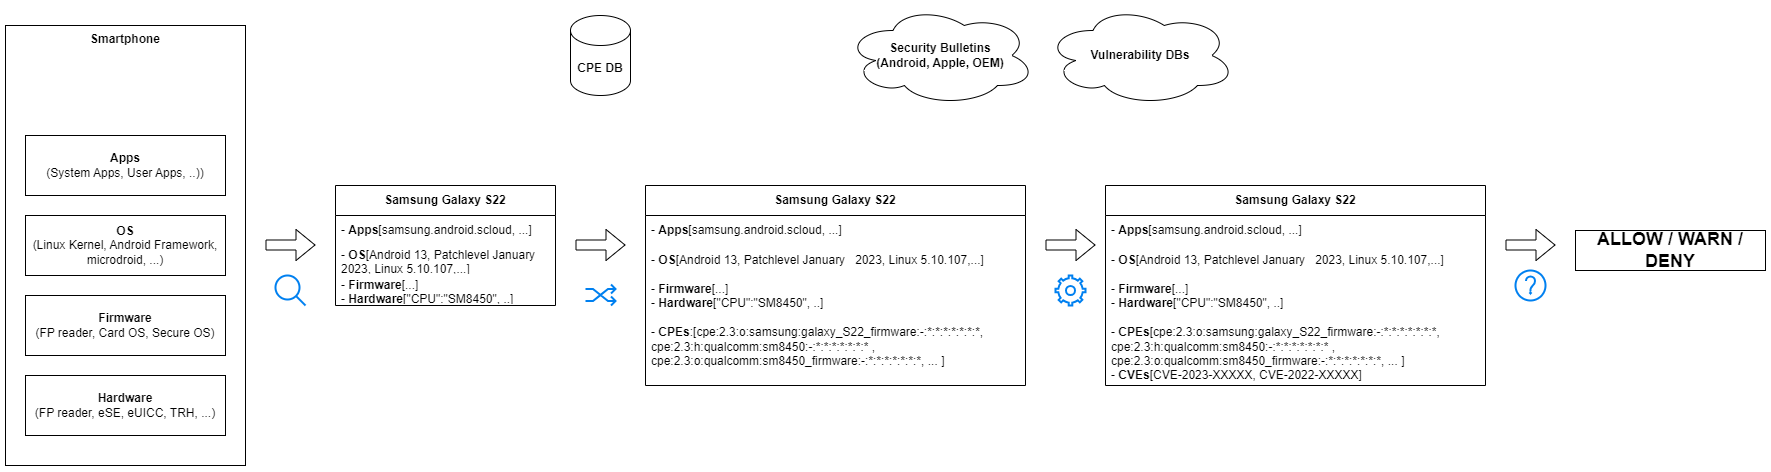 Smartphone
Apps
(System Apps, User Apps, ..))
OS
(Linux Kernel, Android Framework,
microdroid, ...)
Firmware
(FP reader, Card OS, Secure OS)
Hardware
(FP reader, eSE, eUICC, TRH, ...)
CPE DB
Security Bulletins
(Android, Apple, OEM)
Vulnerability DBs
Samsung Galaxy S22
- Apps[samsung.android.scloud, ...]
- OS[Android 13, Patchlevel January
2023, Linux 5.10.107,...]
- Firmware[...]
- Hardware["CPU":"SM8450", ..]
Samsung Galaxy S22
- Apps[samsung.android.scloud, ...]
- OS[Android 13, Patchlevel January 2023, Linux 5.10.107,...]
- Firmware[...]
- Hardware["CPU":"SM8450", ..]
- CPEs:[cpe:2.3:o:samsung:galaxy_S22_firmware:-:*:*:*:*:*:*:*,
cpe:2.3:h:qualcomm:sm8450:-:*:*:*:*:*:*:* ,
cpe:2.3:o:qualcomm:sm8450_firmware:-:*:*:*:*:*:*:*, ... ]
Samsung Galaxy S22
- Apps[samsung.android.scloud, ...]
- OS[Android 13, Patchlevel January 2023, Linux 5.10.107,...]
- Firmware[...]
- Hardware["CPU":"SM8450", ..]
- CPEs[cpe:2.3:o:samsung:galaxy_S22_firmware:-:*:*:*:*:*:*:*,
cpe:2.3:h:qualcomm:sm8450:-:*:*:*:*:*:*:* ,
cpe:2.3:o:qualcomm:sm8450_firmware:-:*:*:*:*:*:*:*, ... ]
- CVEs[CVE-2023-XXXXX, CVE-2022-XXXXX]
ALLOW / WARN /
DENY